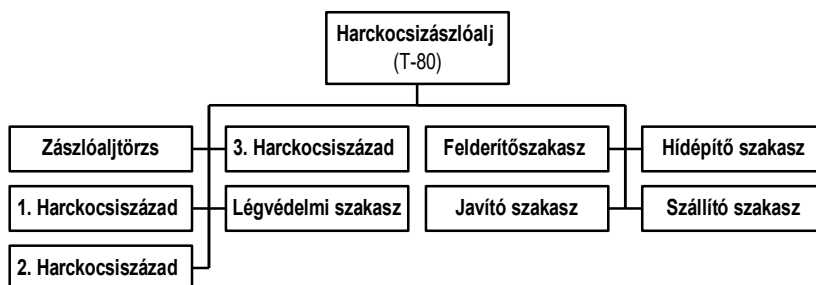 Harckocsizászlóalj
(T-80)
Zászlóaljtörzs
3. Harckocsiszázad
Felderítőszakasz
Hídépítő szakasz
1. Harckocsiszázad
Légvédelmi szakasz
Javító szakasz
Szállító szakasz
2. Harckocsiszázad